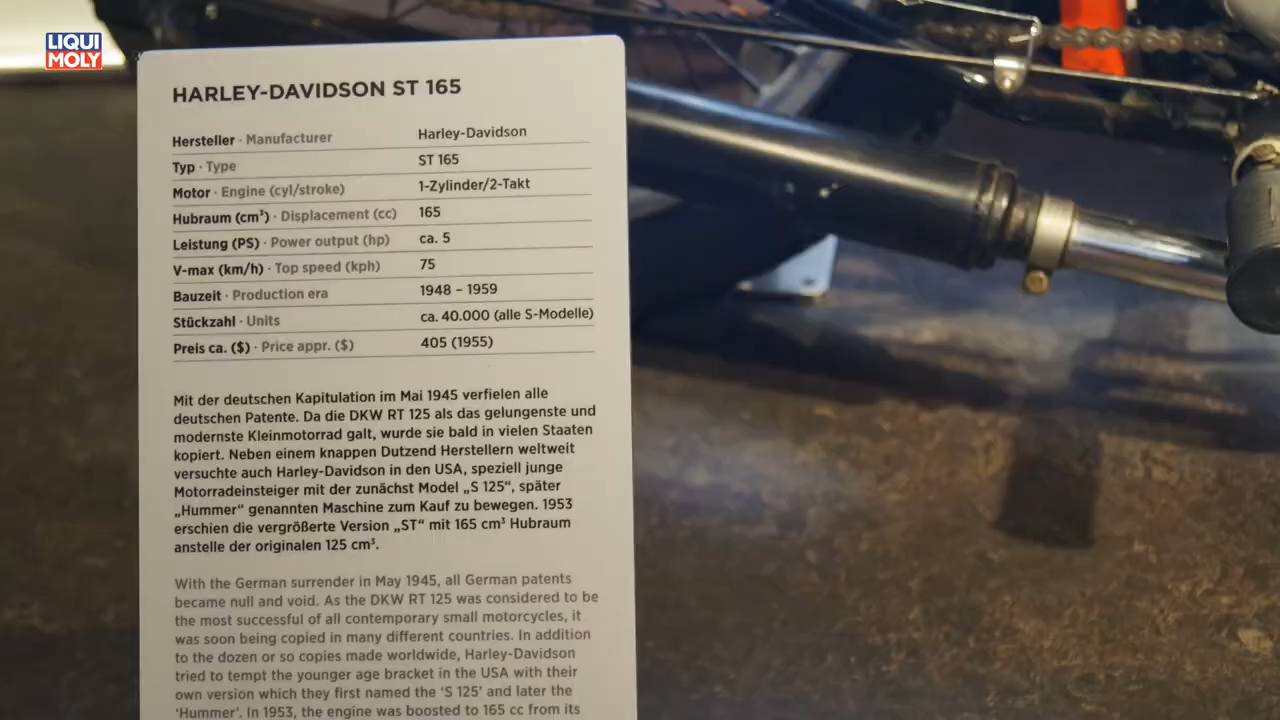 LIQUI
MOLY
HARLEY-DAVIDSON ST 165
Hersteller · Manufacturer Harley-Davidson
Typ · Type ST 165
Motor · Engine (cyl/stroke) 1-Zylinder/2-Takt
Hubraum (cm³) · Displacement (cc) 165
Leistung (PS) · Power output (hp) ca. 5
V-max (km/h) · Top speed (kph) 75
Bauzeit · Production era 1948 – 1959
Stückzahl · Units ca. 40.000 (alle S-Modelle)
Preis ca. ($) · Price appr. ($) 405 (1955)
Mit der deutschen Kapitulation im Mai 1945 verfielen alle
deutschen Patente. Da die DKW RT 125 als das gelungenste und
modernste Kleinmotorrad galt, wurde sie bald in vielen Staaten
kopiert. Neben einem knappen Dutzend Herstellern weltweit
versuchte auch Harley-Davidson in den USA, speziell junge
Motorradeinsteiger mit der zunächst Model „S 125“, später
„Hummer“ genannten Maschine zum Kauf zu bewegen. 1953
erschien die vergrößerte Version „ST“ mit 165 cm³ Hubraum
anstelle der originalen 125 cm³.
With the German surrender in May 1945, all German patents
became null and void. As the DKW RT 125 was considered to be
the most successful of all contemporary small motorcycles, it
was soon being copied in many different countries. In addition
to the dozen or so copies made worldwide, Harley-Davidson
tried to tempt the younger age bracket in the USA with their
own version which they first named the ‘S 125’ and later the
‘Hummer’. In 1953, the engine was boosted to 165 cc from its